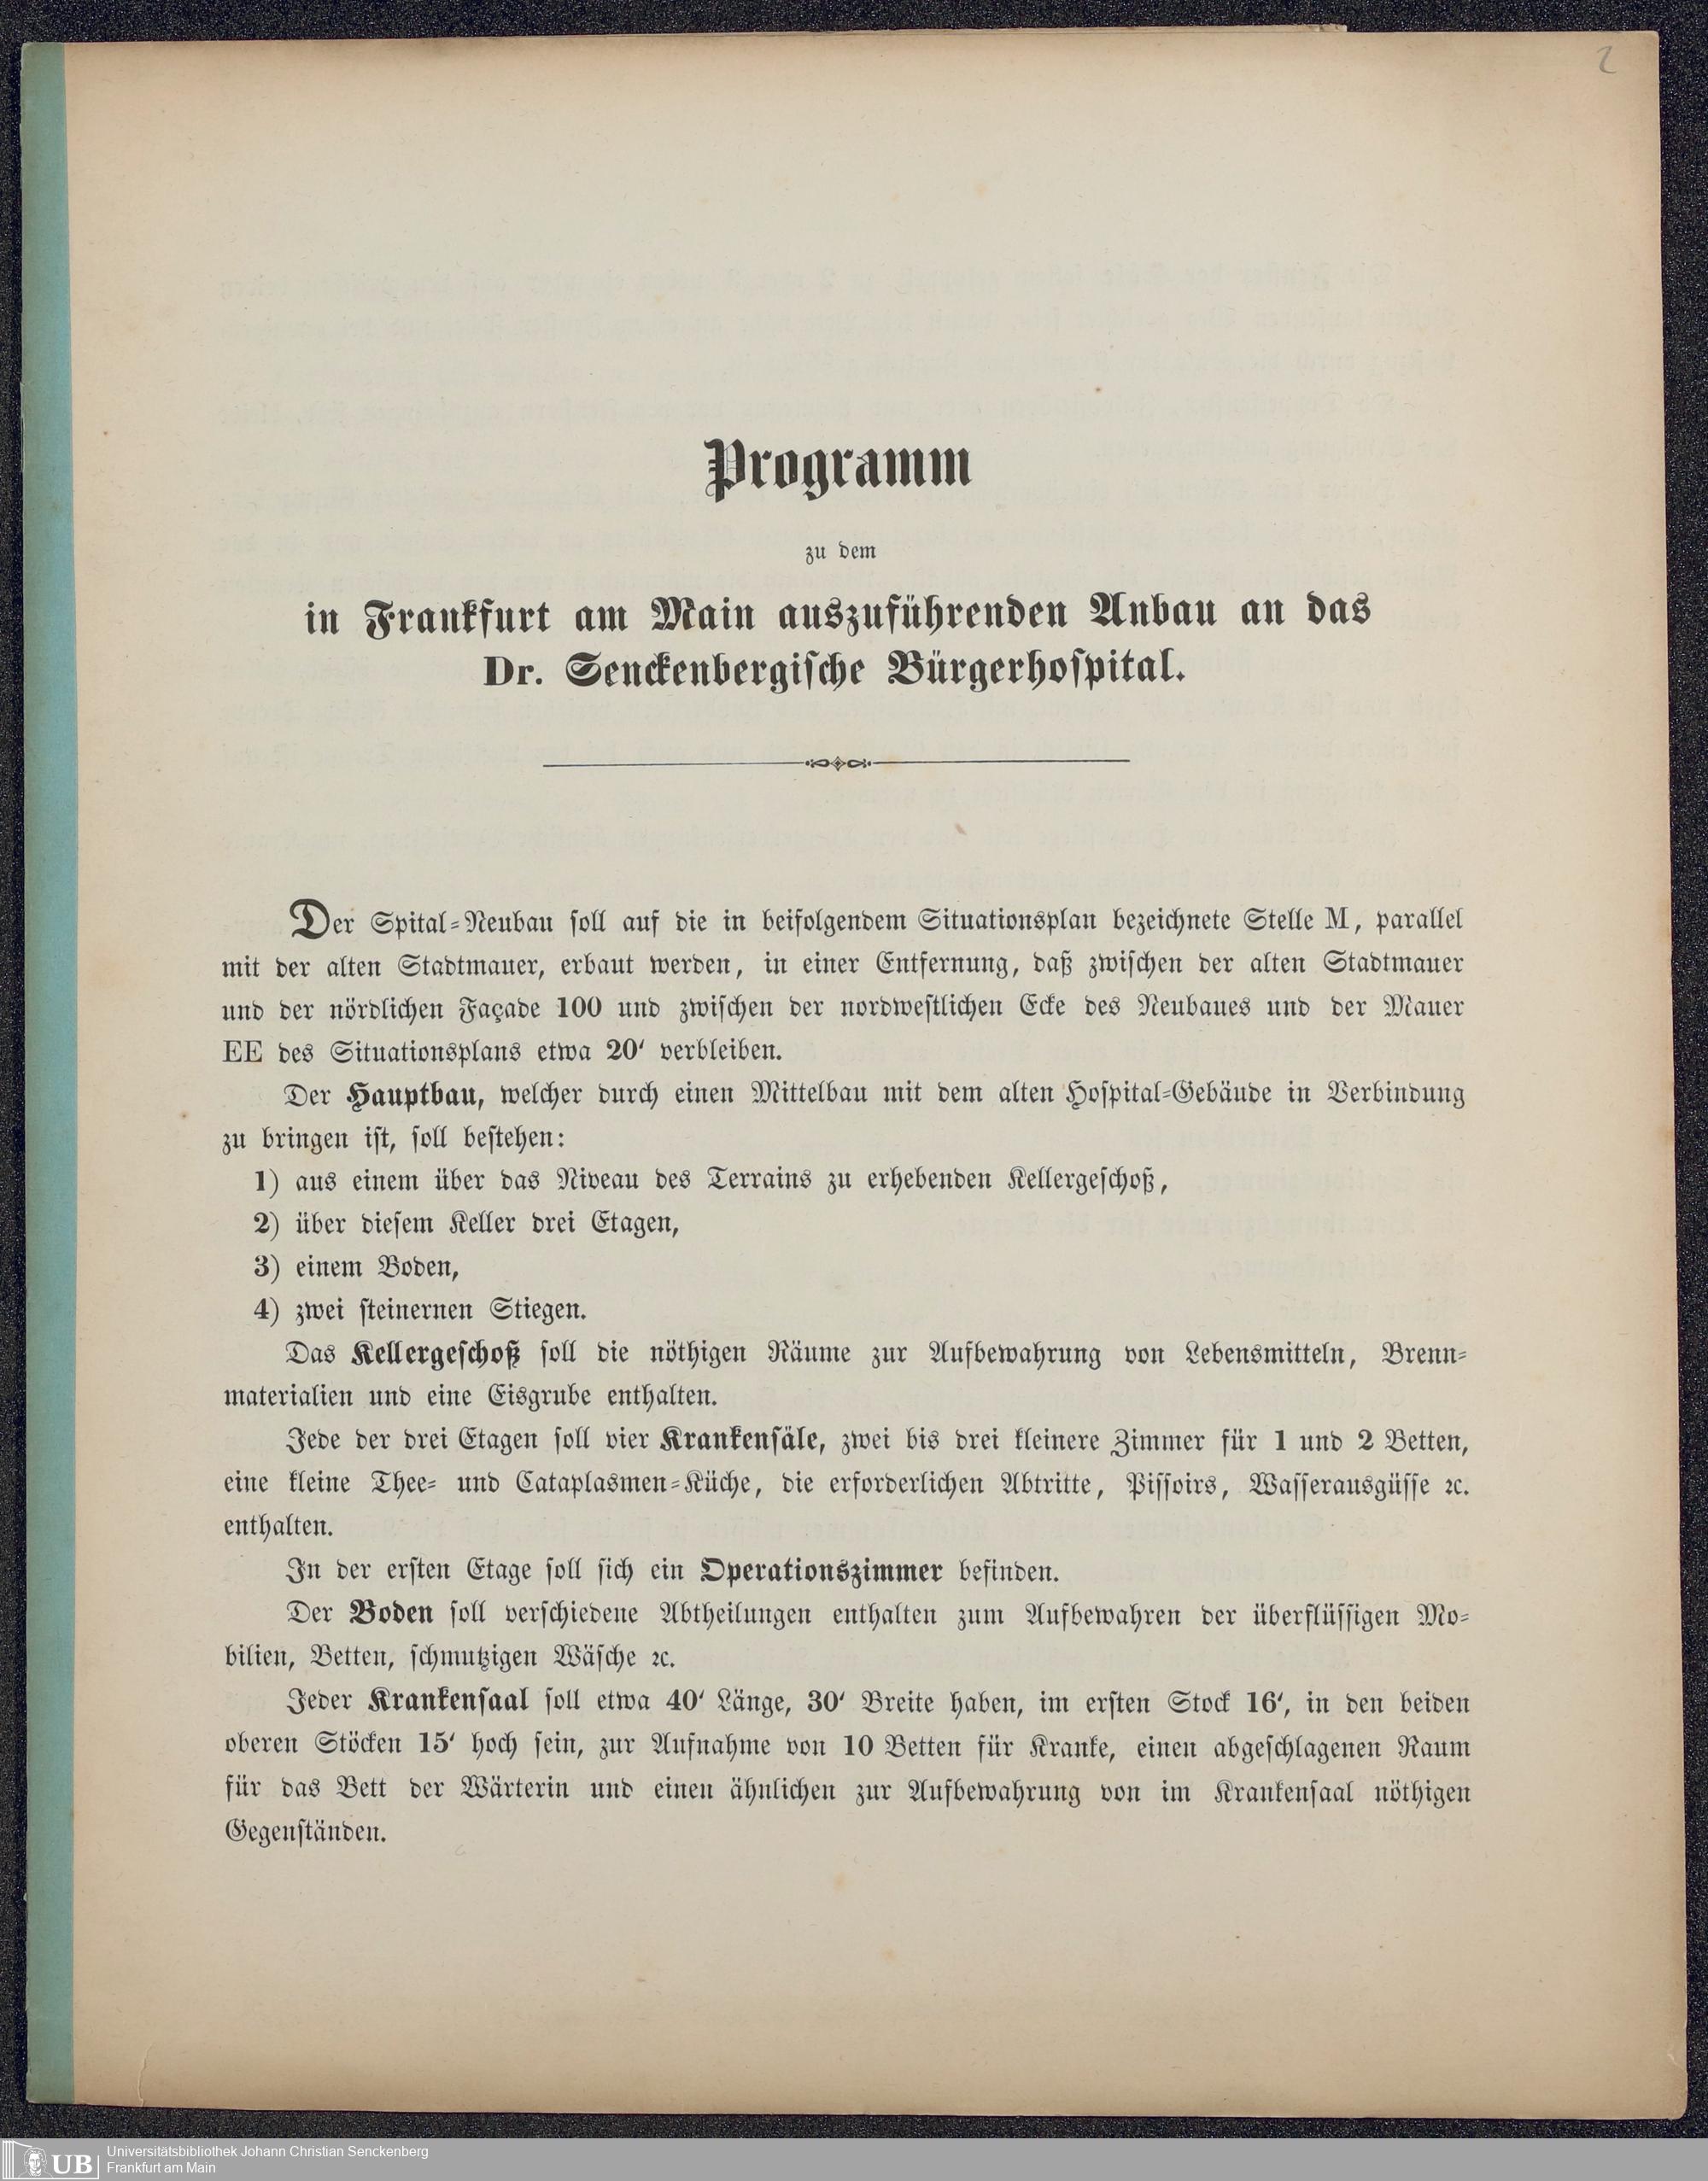 2
Programm
zu dem
in Frankfurt am Main auszuführenden Anbau an das
Dr. Senckenbergische Bürgerhospital.
Der Spital-Neubau soll auf die in beifolgendem Situationsplan bezeichnete Stelle M, parallel
mit der alten Stadtmauer, erbaut werden, in einer Entfernung, daß zwischen der alten Stadtmauer
und der nördlichen Façade 100 und zwischen der nordwestlichen Ecke des Neubaues und der Mauer
EE des Situationsplans etwa 20' verbleiben.
Der Hauptbau, welcher durch einen Mittelbau mit dem alten Hospital-Gebäude in Verbindung
zu bringen ist, soll bestehen:
1) aus einem über das Niveau des Terrains zu erhebenden Kellergeschoß,
2) über diesem Keller drei Etagen,
3) einem Boden,
4) zwei steinernen Stiegen.
Das Kellergeschoß soll die nöthigen Räume zur Aufbewahrung von Lebensmitteln, Brenn-
materialien und eine Eisgrube enthalten.
Jede der drei Etagen soll vier Krankensäle, zwei bis drei kleinere Zimmer für 1 und 2 Betten,
eine kleine Thee- und Cataplasmen-Küche, die erforderlichen Abtritte, Pissoirs, Wasserausgüsse ꝛc.
enthalten.
In der ersten Etage soll sich ein Operationszimmer befinden.
Der Boden soll verschiedene Abtheilungen enthalten zum Aufbewahren der überflüssigen Mo-
bilien, Betten, schmutzigen Wäsche ꝛc.
Jeder Krankensaal soll etwa 40' Länge, 30' Breite haben, im ersten Stock 16', in den beiden
oberen Stöcken 15' hoch sein, zur Aufnahme von 10 Betten für Kranke, einen abgeschlagenen Raum
für das Bett der Wärterin und einen ähnlichen zur Aufbewahrung von im Krankensaal nöthigen
Gegenständen.
UB
Universitätsbibliothek Johann Christian Senckenberg
Frankfurt am Main